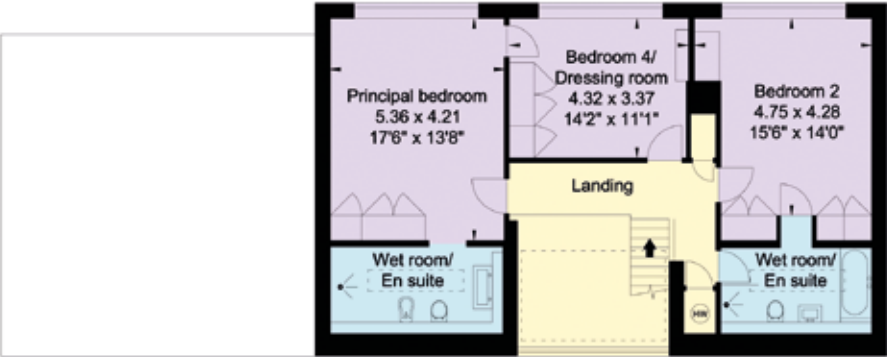 Principal bedroom
5.36 x 4.21
17'6" x 13'8"
Bedroom 4/
Dressing room
4.32 x 3.37
14'2" x 11'1"
Bedroom 2
4.75 x 4.28
15'6" x 14'0"
Landing
Wet room/
En suite
Wet room/
En suite
HW